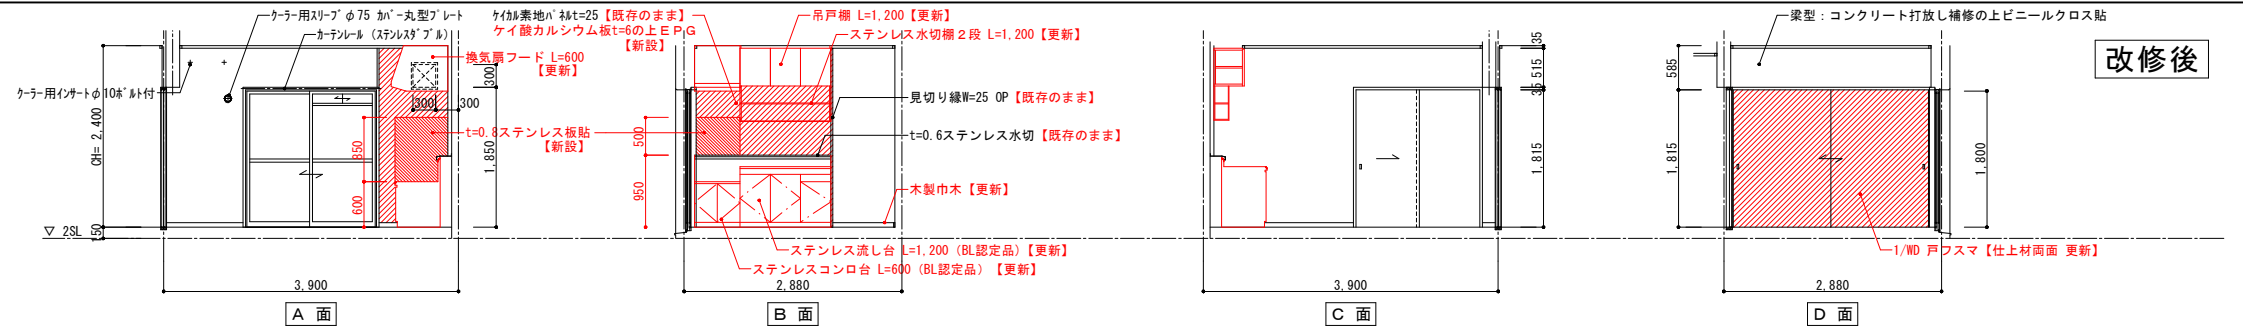 改修後
クーラー用スリーブφ75 カバー丸型プレート
カーテンレール (ステンレスダブル)
換気扇フード L=600
【更新】
クーラー用インサートφ10ボルト付
CH= 2,400
150
▽ 2SL
300
300
300
850
600
1,850
t=0.8ステンレス板貼
【新設】
3,900
A 面
ケイカル素地パネルt=25【既存のまま】
ケイ酸カルシウム板t=6の上EPG
【新設】
吊戸棚 L=1,200【更新】
ステンレス水切棚2段 L=1,200【更新】
見切り縁W=25 OP【既存のまま】
t=0.6ステンレス水切【既存のまま】
木製巾木【更新】
500
950
ステンレス流し台 L=1,200 (BL認定品)【更新】
ステンレスコンロ台 L=600 (BL認定品)【更新】
2,880
B 面
35
515
35
1,815
3,900
C 面
梁型:コンクリート打放し補修の上ビニールクロス貼
585
1,815
1,800
1/WD 戸フスマ【仕上材両面 更新】
2,880
D 面